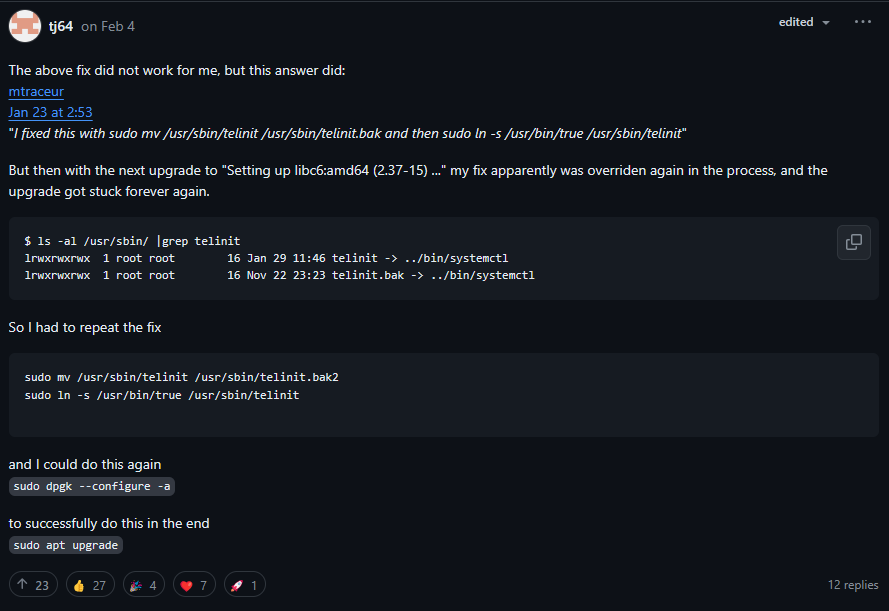 tj64 on Feb 4
edited
The above fix did not work for me, but this answer did:
mtraceur
Jan 23 at 2:53
"I fixed this with sudo mv /usr/sbin/telinit /usr/sbin/telinit.bak and then sudo ln -s /usr/bin/true /usr/sbin/telinit"
But then with the next upgrade to "Setting up libc6:amd64 (2.37-15) ..." my fix apparently was overriden again in the process, and the
upgrade got stuck forever again.
$ ls -al /usr/sbin/ |grep telinit
lrwxrwxrwx  1 root root        16 Jan 29 11:46 telinit -> ../bin/systemctl
lrwxrwxrwx  1 root root        16 Nov 22 23:23 telinit.bak -> ../bin/systemctl
So I had to repeat the fix
sudo mv /usr/sbin/telinit /usr/sbin/telinit.bak2
sudo ln -s /usr/bin/true /usr/sbin/telinit
and I could do this again
sudo dpgk --configure -a
to successfully do this in the end
sudo apt upgrade
↑ 23 👍 27 🎉 4 ❤️ 7 🚀 1
12 replies